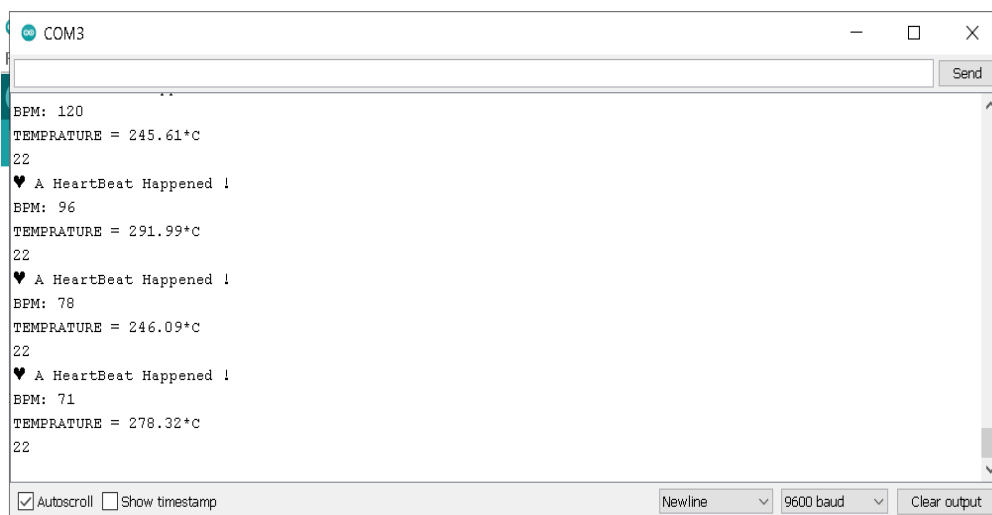 COM3
Send
BPM: 120
TEMPRATURE = 245.61*C
22
♥ A HeartBeat Happened !
BPM: 96
TEMPRATURE = 291.99*C
22
♥ A HeartBeat Happened !
BPM: 78
TEMPRATURE = 246.09*C
22
♥ A HeartBeat Happened !
BPM: 71
TEMPRATURE = 278.32*C
22
Autoscroll Show timestamp Newline 9600 baud Clear output